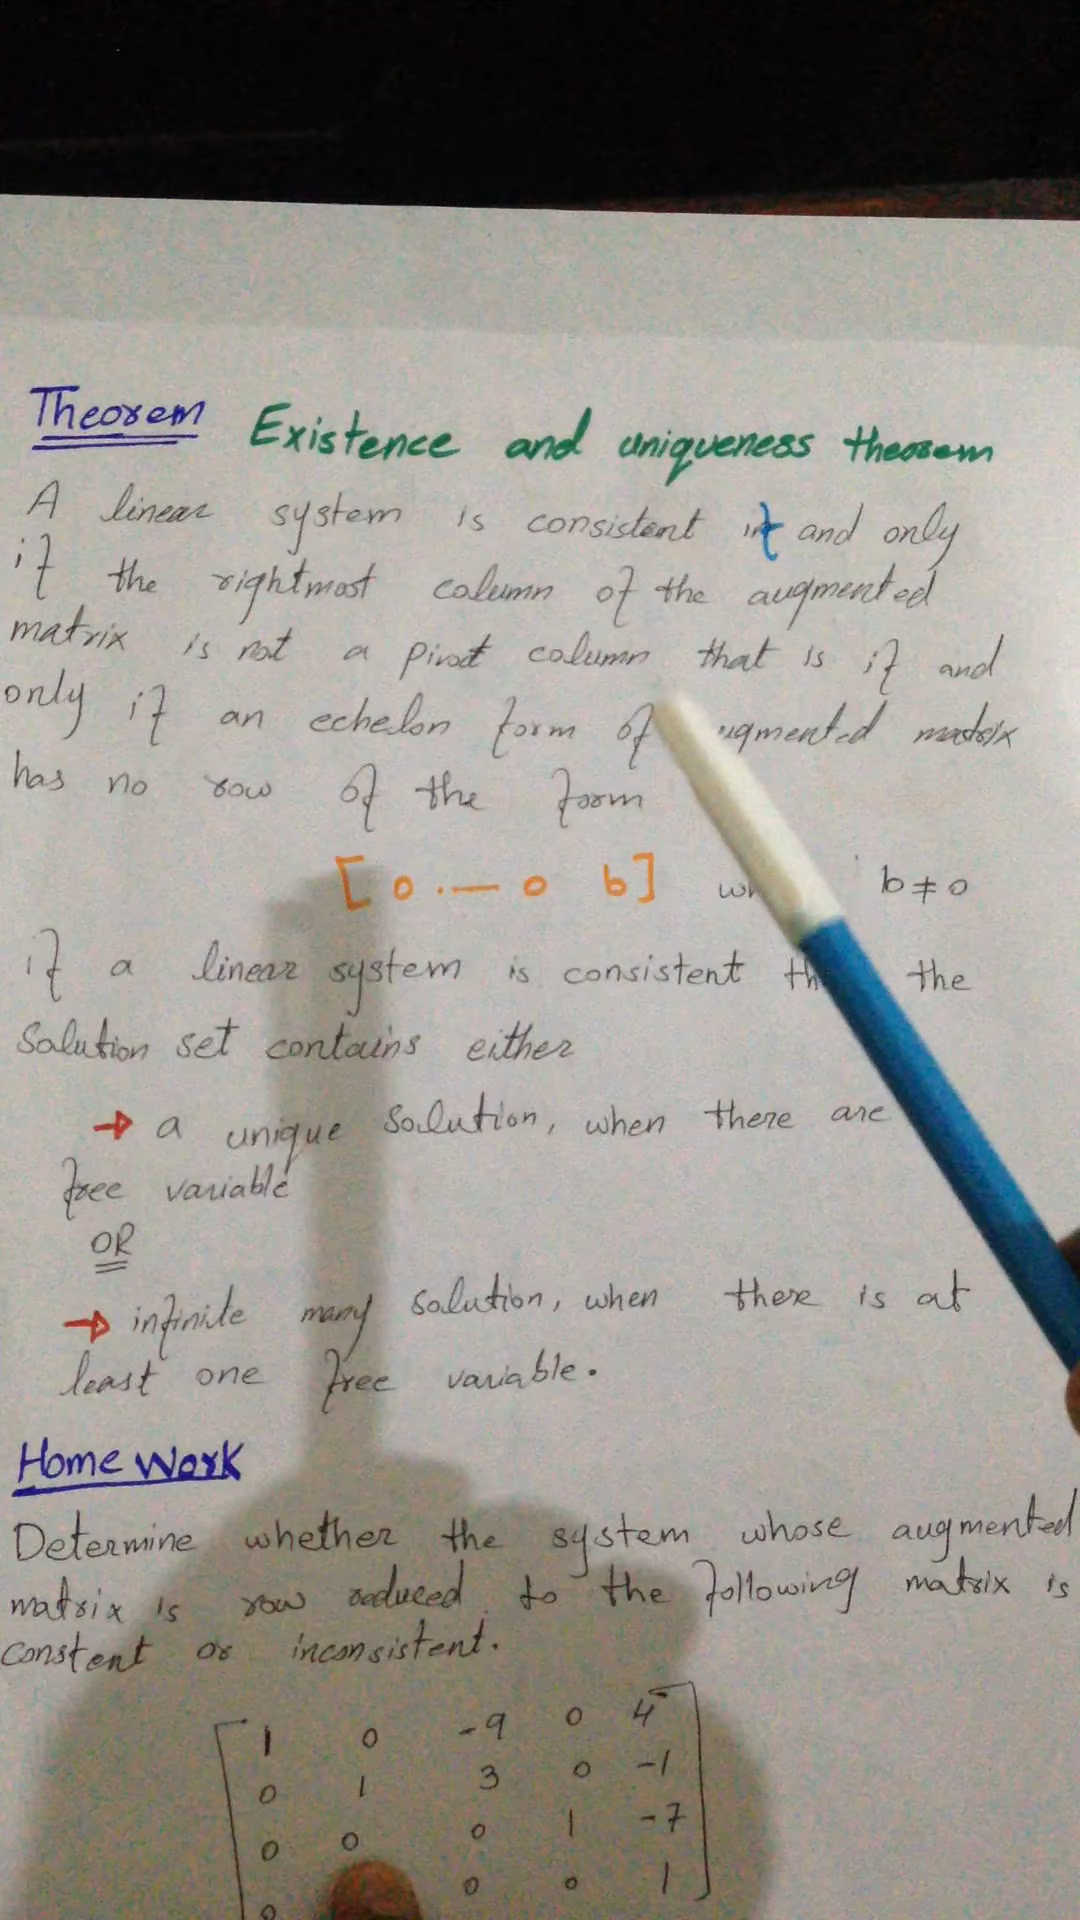 Theorem Existence and uniqueness theorem
A linear system is consistent if and only
if the rightmost column of the augmented
matrix is not a pivot column that is if and
only if an echelon form of ugmented matrix
has no row of the form
[0 .— 0 b] wh b≠0
if a linear system is consistent th the
Solution set contains either
→ a unique Solution, when there are
free variable
OR
→ infinite many solution, when there is at
least one free variable.
Home Work
Determine whether the system whose augmented
matrix is row reduced to the following matrix is
constent or inconsistent.
1 0 -9 0 4
0 1 3 0 -1
0 0 0 1 -7
0 0 0 1